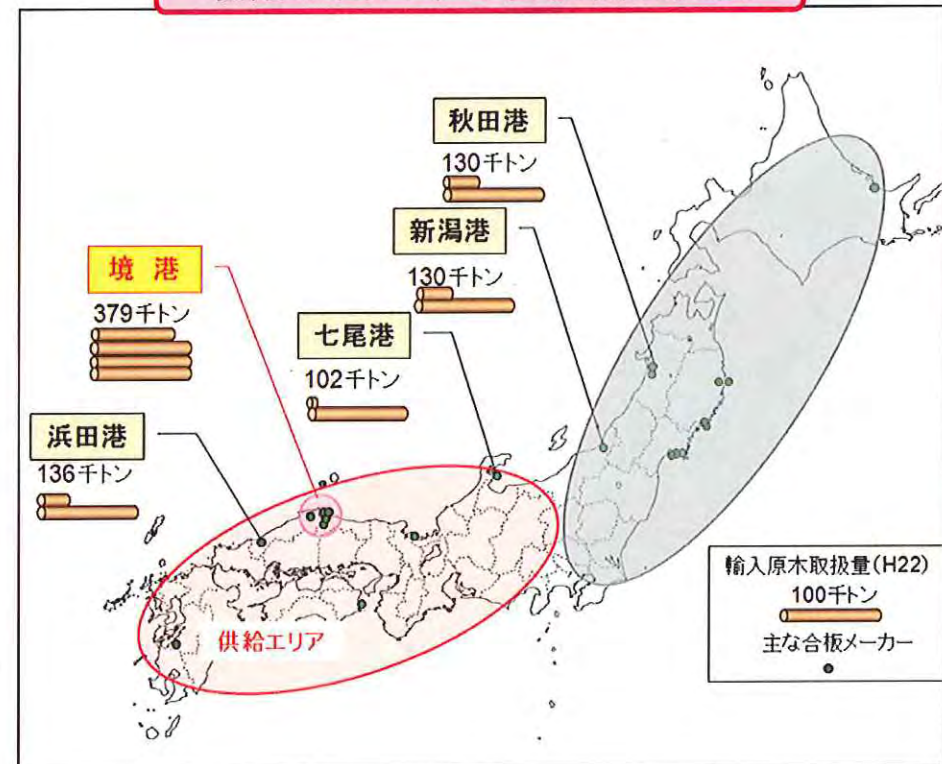 秋田港
130千トン
新潟港
130千トン
境 港
379千トン
七尾港
102千トン
浜田港
136千トン
供給エリア
輸入原木取扱量(H22)
100千トン
主な合板メーカー